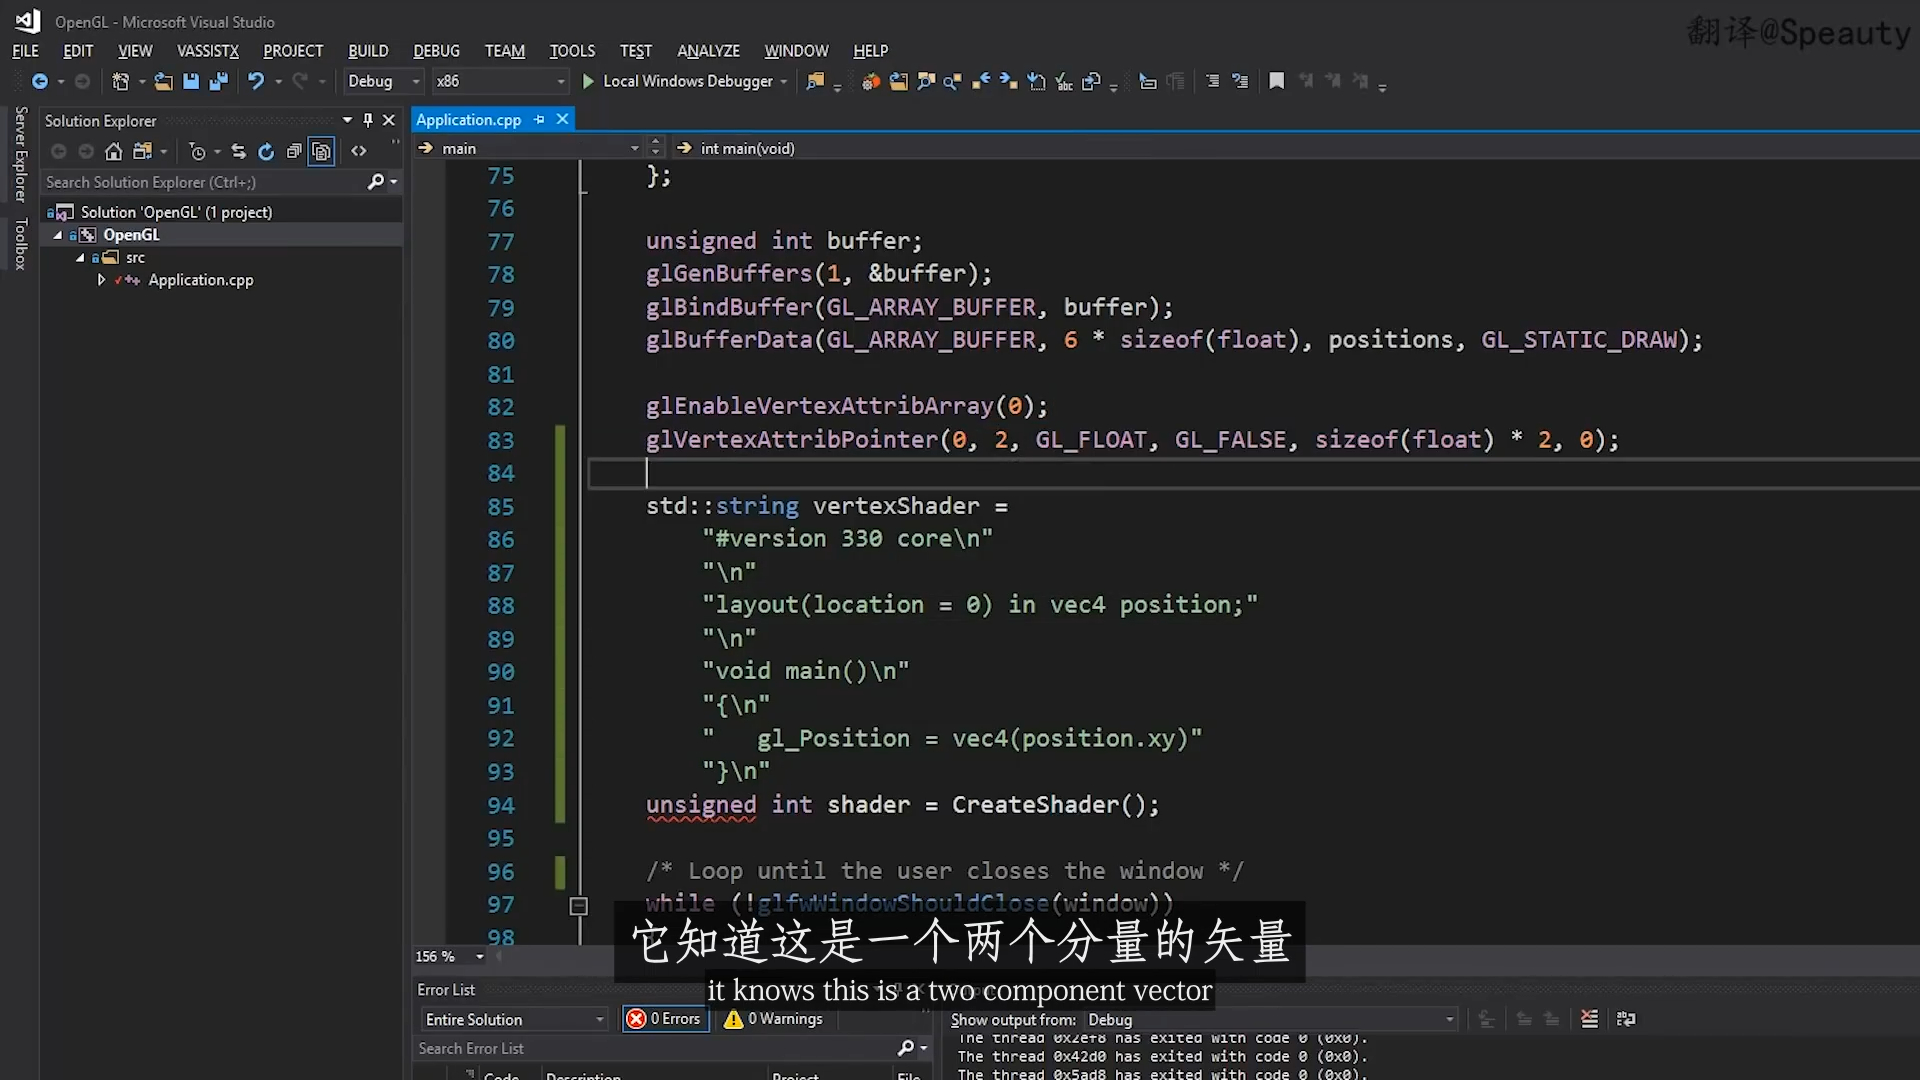 OpenGL - Microsoft Visual Studio
翻译@Speauty
FILE EDIT VIEW VASSISTX PROJECT BUILD DEBUG TEAM TOOLS TEST ANALYZE WINDOW HELP
Debug x86 Local Windows Debugger
Server Explorer
Toolbox
Solution Explorer
Search Solution Explorer (Ctrl+;)
Solution 'OpenGL' (1 project)
OpenGL
src
Application.cpp
Application.cpp
main int main(void)
75 };
76
77 unsigned int buffer;
78 glGenBuffers(1, &buffer);
79 glBindBuffer(GL_ARRAY_BUFFER, buffer);
80 glBufferData(GL_ARRAY_BUFFER, 6 * sizeof(float), positions, GL_STATIC_DRAW);
81
82 glEnableVertexAttribArray(0);
83 glVertexAttribPointer(0, 2, GL_FLOAT, GL_FALSE, sizeof(float) * 2, 0);
84
85 std::string vertexShader =
86 "#version 330 core\n"
87 "\n"
88 "layout(location = 0) in vec4 position;"
89 "\n"
90 "void main()\n"
91 "{\n"
92 "   gl_Position = vec4(position.xy)"
93 "}\n"
94 unsigned int shader = CreateShader();
95
96 /* Loop until the user closes the window */
97 while (!glfwWindowShouldClose(window))
98
它知道这是一个两个分量的矢量
it knows this is a two component vector
156 %
Error List
Entire Solution 0 Errors 0 Warnings
Search Error List
Code Description Project File
Show output from: Debug
The thread 0x2ef8 has exited with code 0 (0x0).
The thread 0x42d0 has exited with code 0 (0x0).
The thread 0x5ad8 has exited with code 0 (0x0).